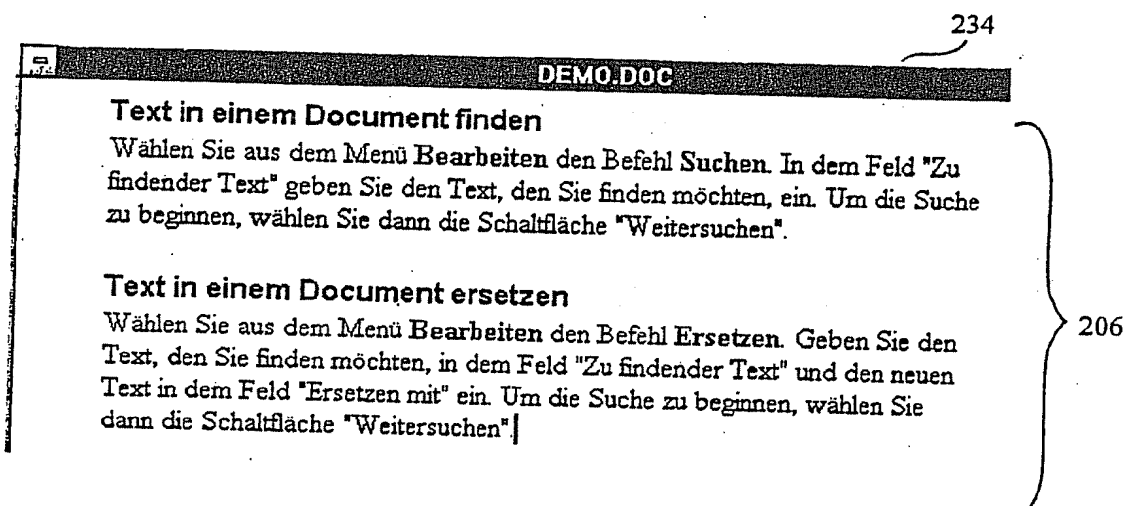 234
DEMO.DOC
Text in einem Document finden
Wählen Sie aus dem Menü Bearbeiten den Befehl Suchen. In dem Feld "Zu
findender Text" geben Sie den Text, den Sie finden möchten, ein. Um die Suche
zu beginnen, wählen Sie dann die Schaltfläche "Weitersuchen".
Text in einem Document ersetzen
Wählen Sie aus dem Menü Bearbeiten den Befehl Ersetzen. Geben Sie den
Text, den Sie finden möchten, in dem Feld "Zu findender Text" und den neuen
Text in dem Feld "Ersetzen mit" ein. Um die Suche zu beginnen, wählen Sie
dann die Schaltfläche "Weitersuchen".
206